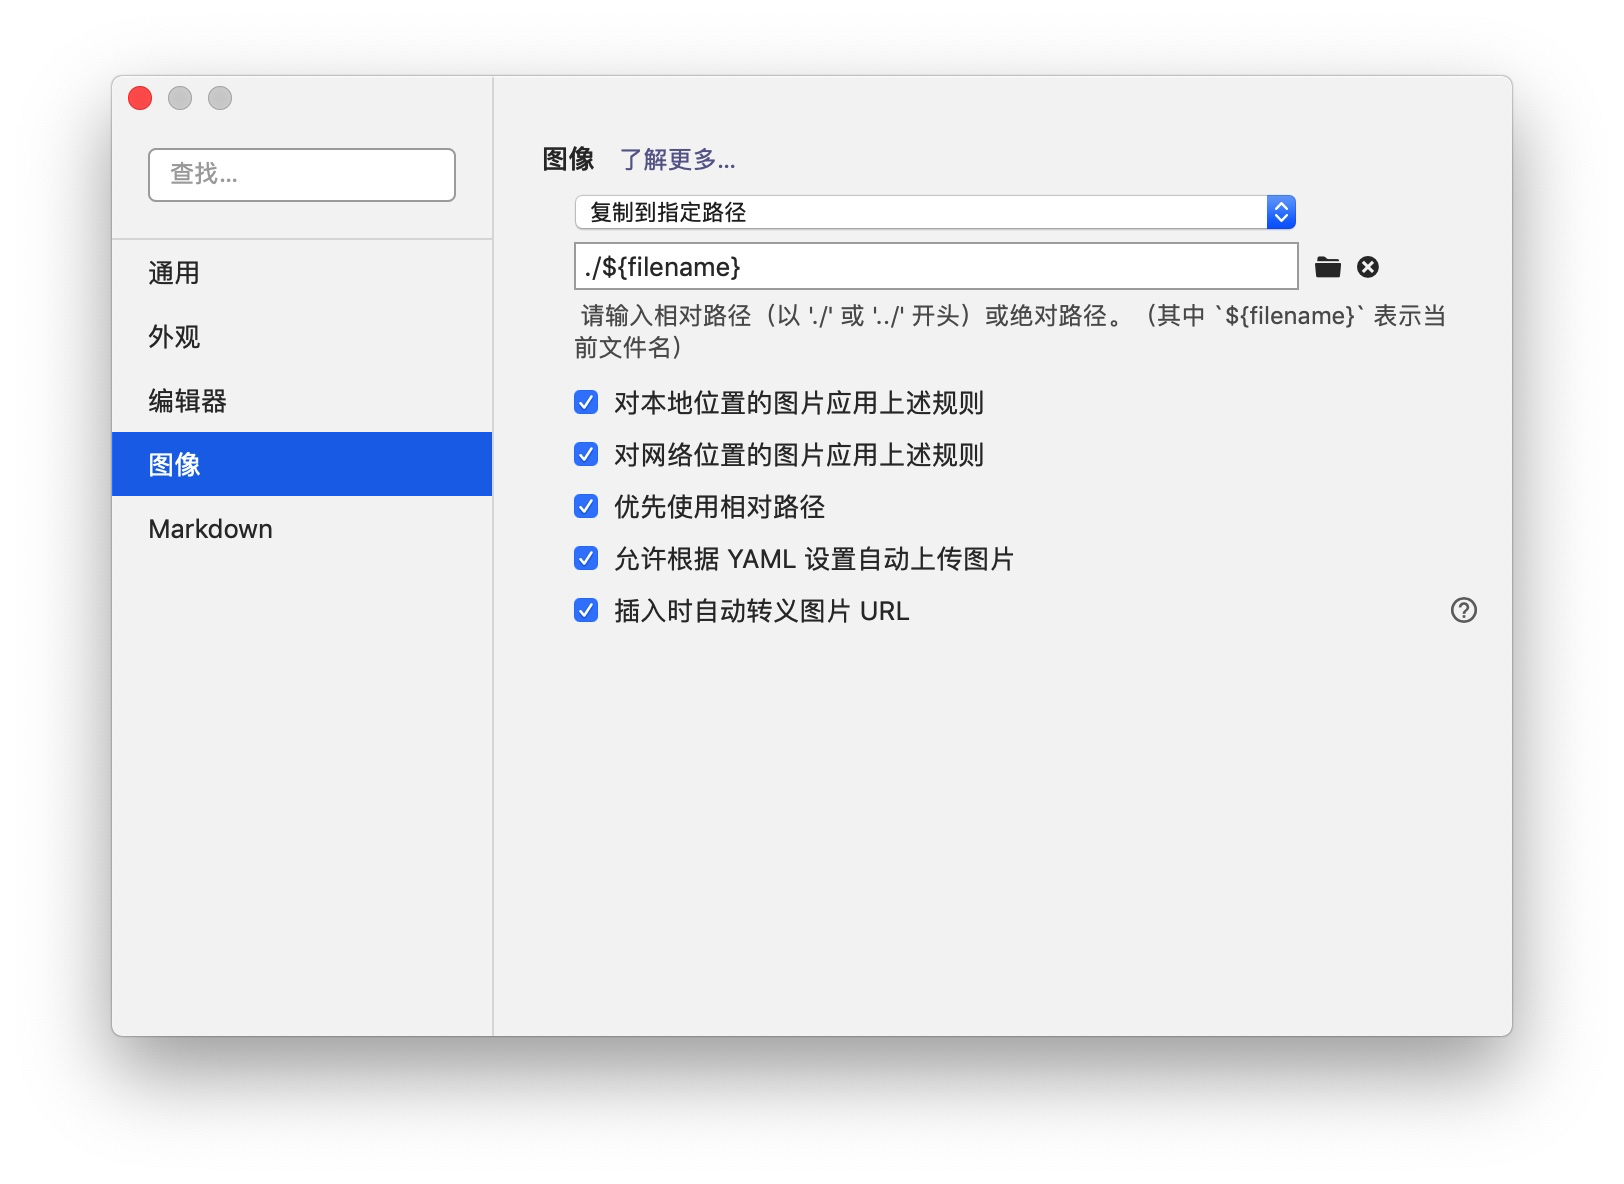 查找...
通用
外观
编辑器
图像
Markdown
图像 了解更多...
复制到指定路径
./${filename}
请输入相对路径（以 './' 或 '../' 开头）或绝对路径。（其中 `${filename}` 表示当
前文件名）
对本地位置的图片应用上述规则
对网络位置的图片应用上述规则
优先使用相对路径
允许根据 YAML 设置自动上传图片
插入时自动转义图片 URL